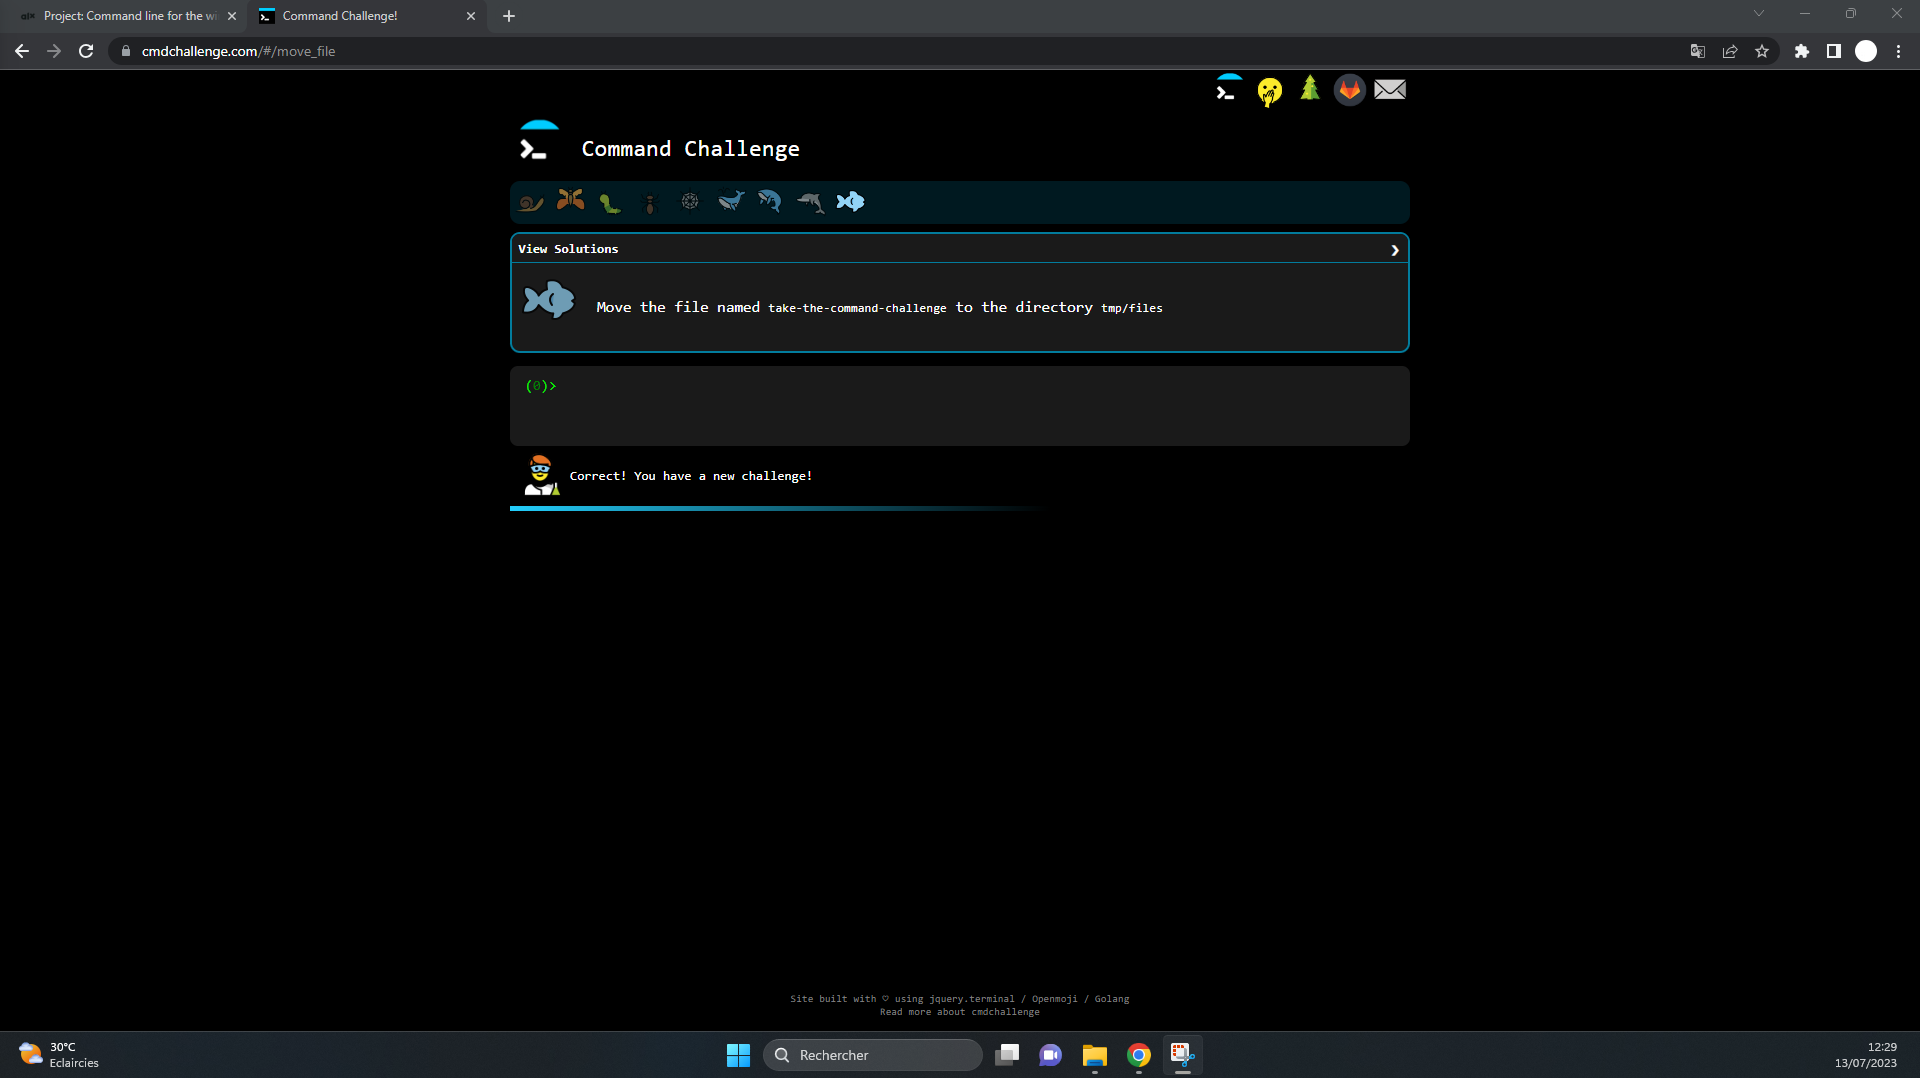 Project: Command line for the wi
Command Challenge!
cmdchallenge.com/#/move_file
Command Challenge
View Solutions
Move the file named take-the-command-challenge to the directory tmp/files
(0)>
Correct! You have a new challenge!
Site built with ♡ using jquery.terminal / Openmoji / Golang
Read more about cmdchallenge
30°C
Eclaircies
Rechercher
12:29
13/07/2023